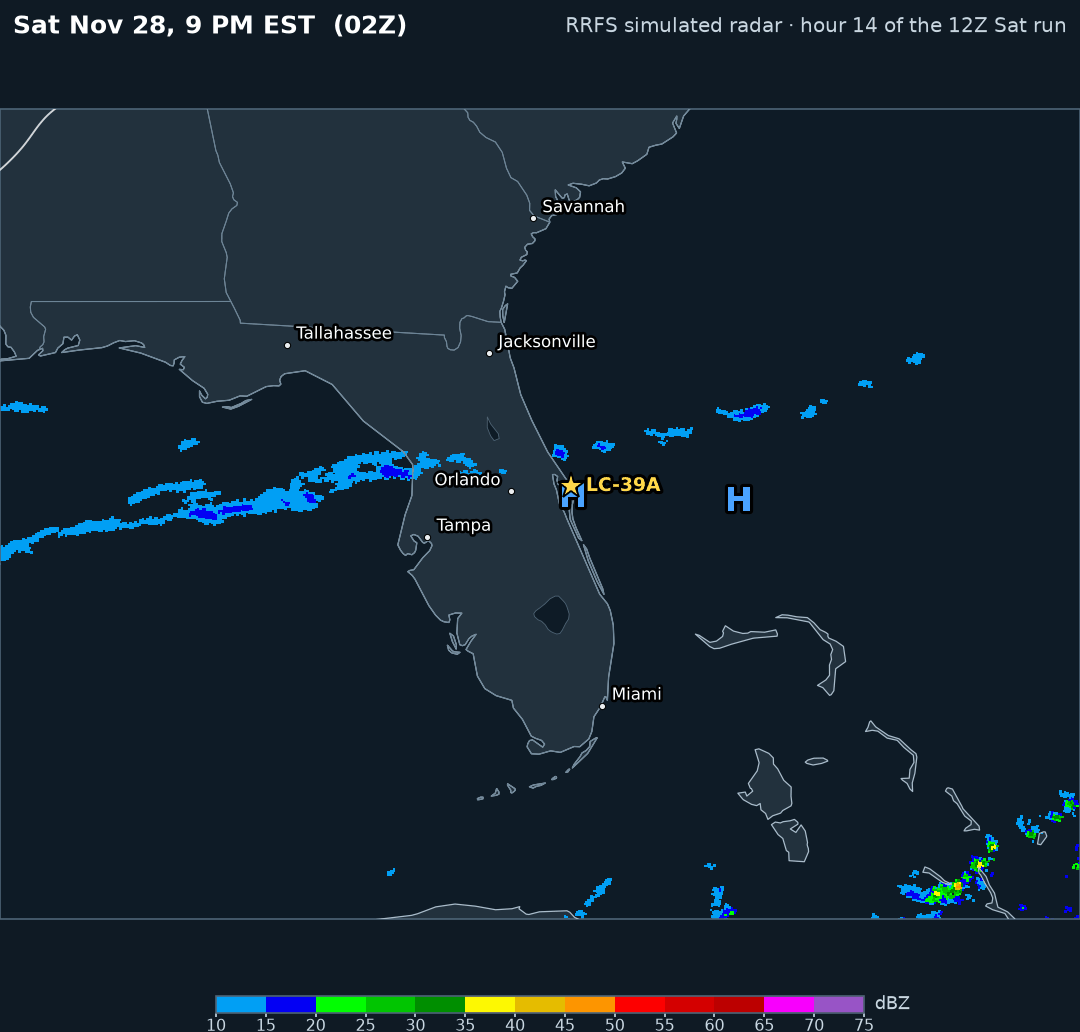 Sat Nov 28, 9 PM EST (02Z)
RRFS simulated radar · hour 14 of the 12Z Sat run
Savannah
Tallahassee
Jacksonville
Orlando
LC-39A
H
H
Tampa
Miami
dBZ
10 15 20 25 30 35 40 45 50 55 60 65 70 75